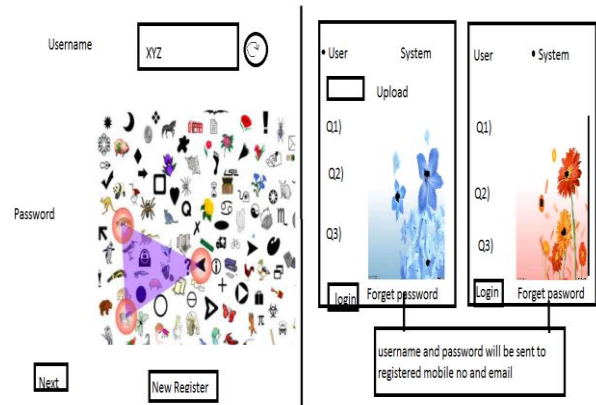 Username
XYZ
Password
Next
New Register
• User System
Upload
Q1)
Q2)
Q3)
login Forget password
User • System
Q1)
Q2)
Q3)
Login Forget pasword
username and password will be sent to
registered mobile no and email